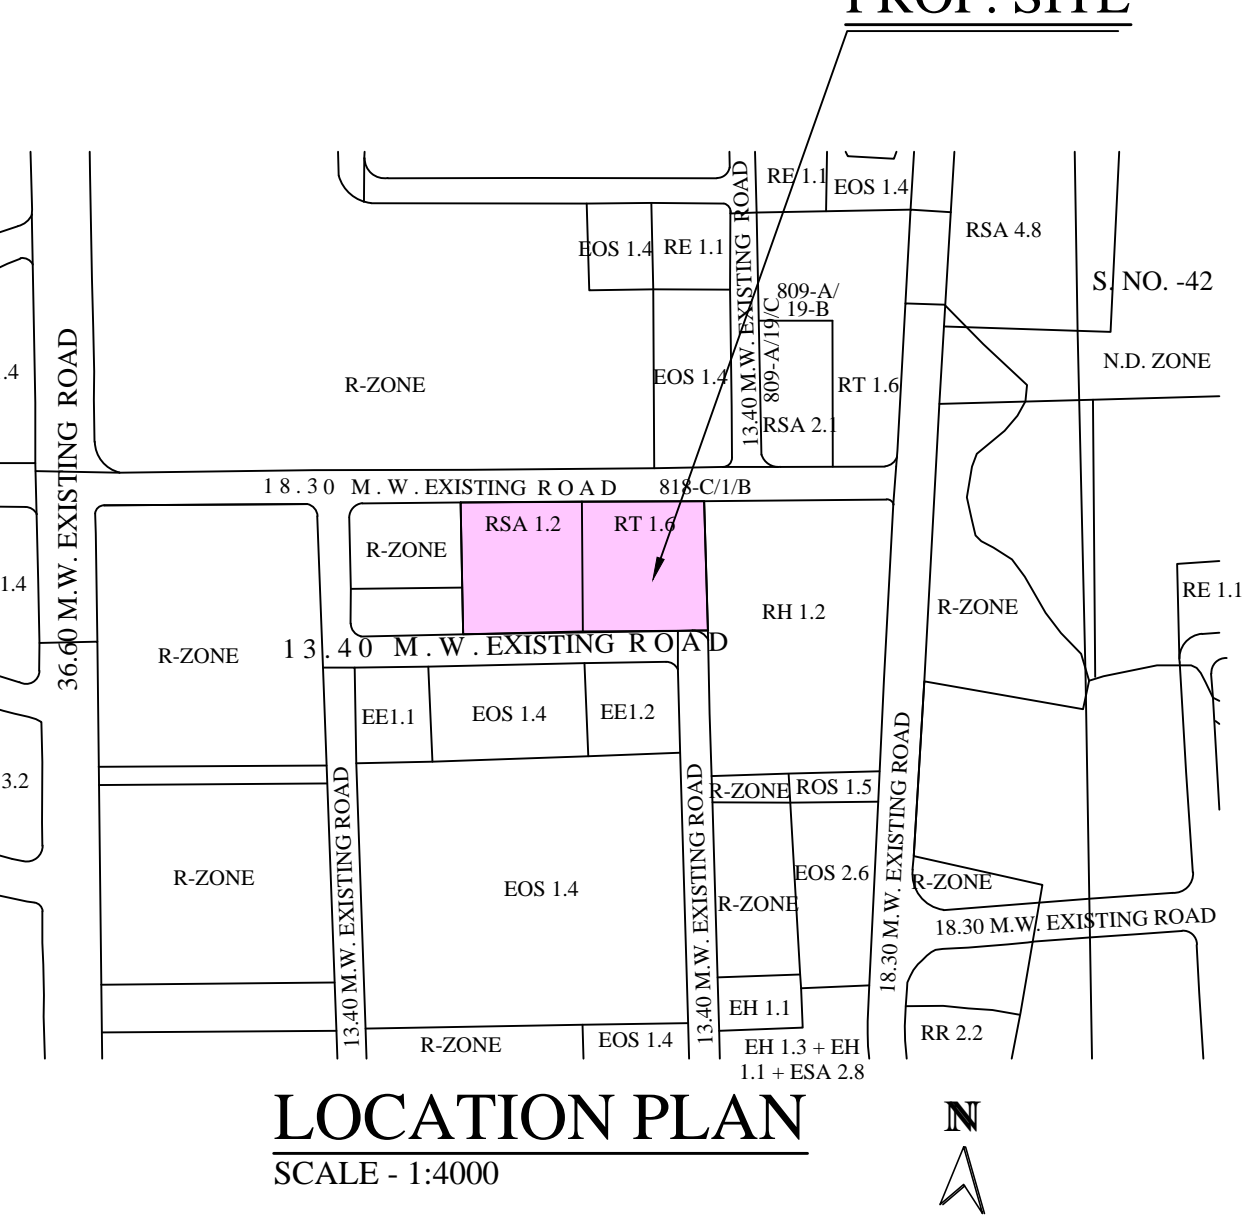 PROP. SITE
RE 1.1
EOS 1.4
RSA 4.8
EOS 1.4
RE 1.1
13.40 M.W. EXISTING ROAD
809-A/
19-B
809-A/19/C
S. NO. -42
N.D. ZONE
.4
R-ZONE
EOS 1.4
RT 1.6
RSA 2.1
36.60 M.W. EXISTING ROAD
18.30 M.W. EXISTING ROAD
818-C/1/B
RSA 1.2
RT 1.6
R-ZONE
1.4
RH 1.2
R-ZONE
RE 1.1
R-ZONE
13.40 M.W. EXISTING ROAD
EE1.1
EOS 1.4
EE1.2
3.2
R-ZONE
ROS 1.5
18.30 M.W. EXISTING ROAD
13.40 M.W. EXISTING ROAD
13.40 M.W. EXISTING ROAD
R-ZONE
EOS 1.4
EOS 2.6
R-ZONE
R-ZONE
18.30 M.W. EXISTING ROAD
EH 1.1
R-ZONE
EOS 1.4
EH 1.3 + EH
1.1 + ESA 2.8
RR 2.2
LOCATION PLAN
SCALE - 1:4000
N